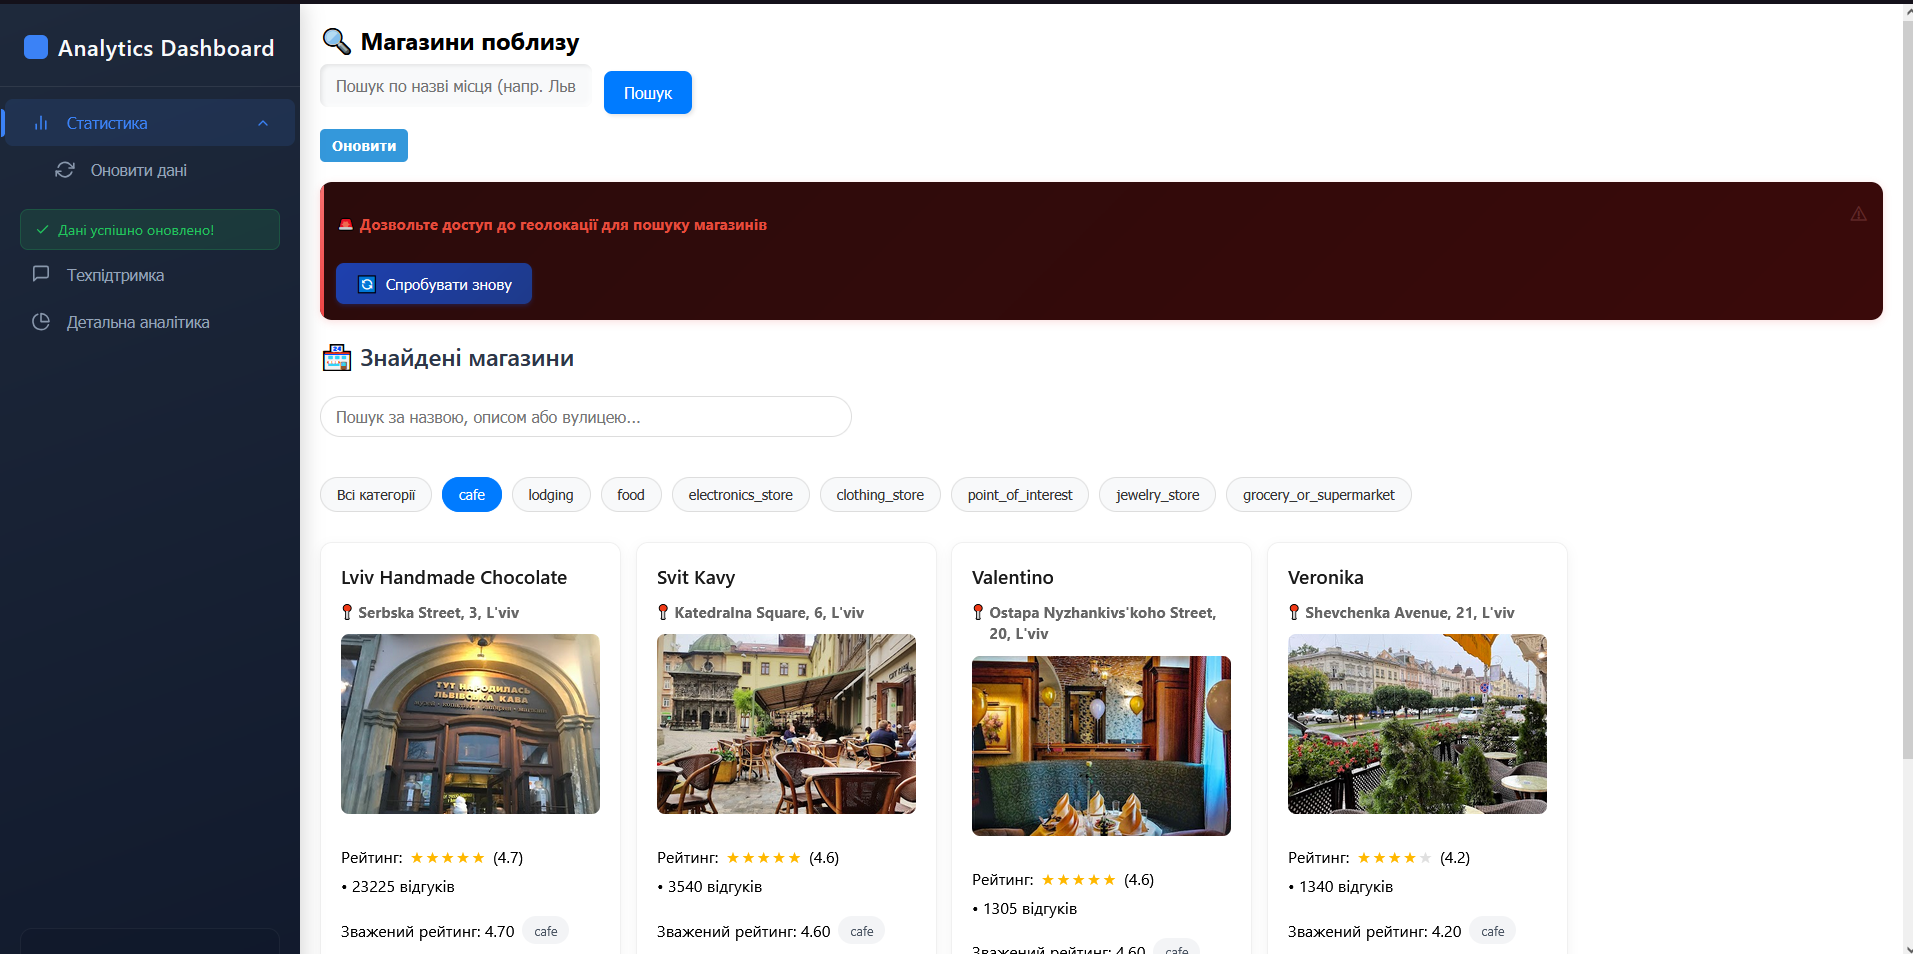 Analytics Dashboard
Статистика
Оновити дані
Дані успішно оновлено!
Техпідтримка
Детальна аналітика
Магазини поблизу
Пошук по назві місця (напр. Льв
Пошук
Оновити
Дозвольте доступ до геолокації для пошуку магазинів
Спробувати знову
Знайдені магазини
Пошук за назвою, описом або вулицею...
Всі категорії
cafe
lodging
food
electronics_store
clothing_store
point_of_interest
jewelry_store
grocery_or_supermarket
Lviv Handmade Chocolate
Serbska Street, 3, L'viv
ТУТ НАРОДИЛАСЬ
ЛЬВІВСЬКА КАВА
Рейтинг: ★★★★★ (4.7)
• 23225 відгуків
Зважений рейтинг: 4.70 cafe
Svit Kavy
Katedralna Square, 6, L'viv
Рейтинг: ★★★★★ (4.6)
• 3540 відгуків
Зважений рейтинг: 4.60 cafe
Valentino
Ostapa Nyzhankivs'koho Street,
20, L'viv
Рейтинг: ★★★★★ (4.6)
• 1305 відгуків
Зважений рейтинг: 4.60 cafe
Veronika
Shevchenka Avenue, 21, L'viv
Рейтинг: ★★★★★ (4.2)
• 1340 відгуків
Зважений рейтинг: 4.20 cafe